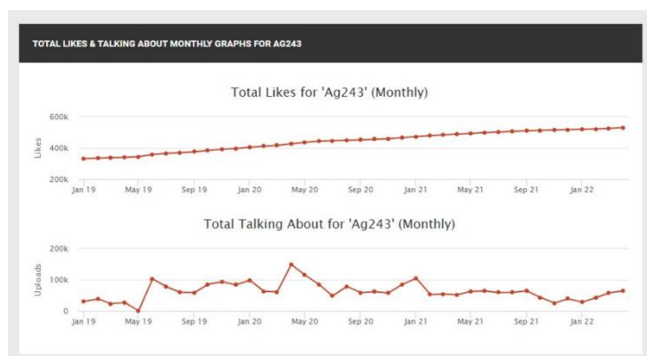 TOTAL LIKES & TALKING ABOUT MONTHLY GRAPHS FOR AG243
Total Likes for 'Ag243' (Monthly)
600k
400k
200k
Likes
Jan 19 May 19 Sep 19 Jan 20 May 20 Sep 20 Jan 21 May 21 Sep 21 Jan 22
Total Talking About for 'Ag243' (Monthly)
200k
100k
0
Uploads
Jan 19 May 19 Sep 19 Jan 20 May 20 Sep 20 Jan 21 May 21 Sep 21 Jan 22